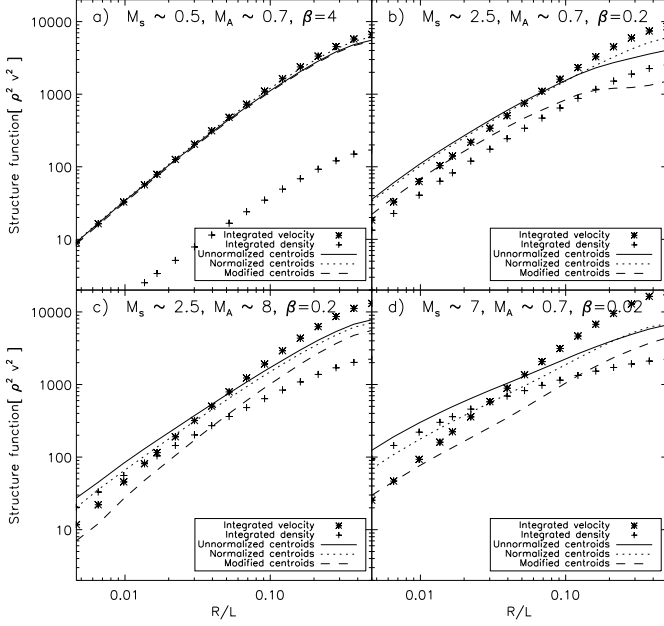 a) M_s ~ 0.5, M_A ~ 0.7, β=4
10000
1000
100
10
Structure function[ ρ² v² ]
Integrated velocity
Integrated density
Unnormalized centroids
Normalized centroids
Modified centroids
b) M_s ~ 2.5, M_A ~ 0.7, β=0.2
Integrated velocity
Integrated density
Unnormalized centroids
Normalized centroids
Modified centroids
c) M_s ~ 2.5, M_A ~ 8, β=0.2
10000
1000
100
10
Structure function[ ρ² v² ]
Integrated velocity
Integrated density
Unnormalized centroids
Normalized centroids
Modified centroids
0.01 0.10
R/L
d) M_s ~ 7, M_A ~ 0.7, β=0.02
Integrated velocity
Integrated density
Unnormalized centroids
Normalized centroids
Modified centroids
0.01 0.10
R/L